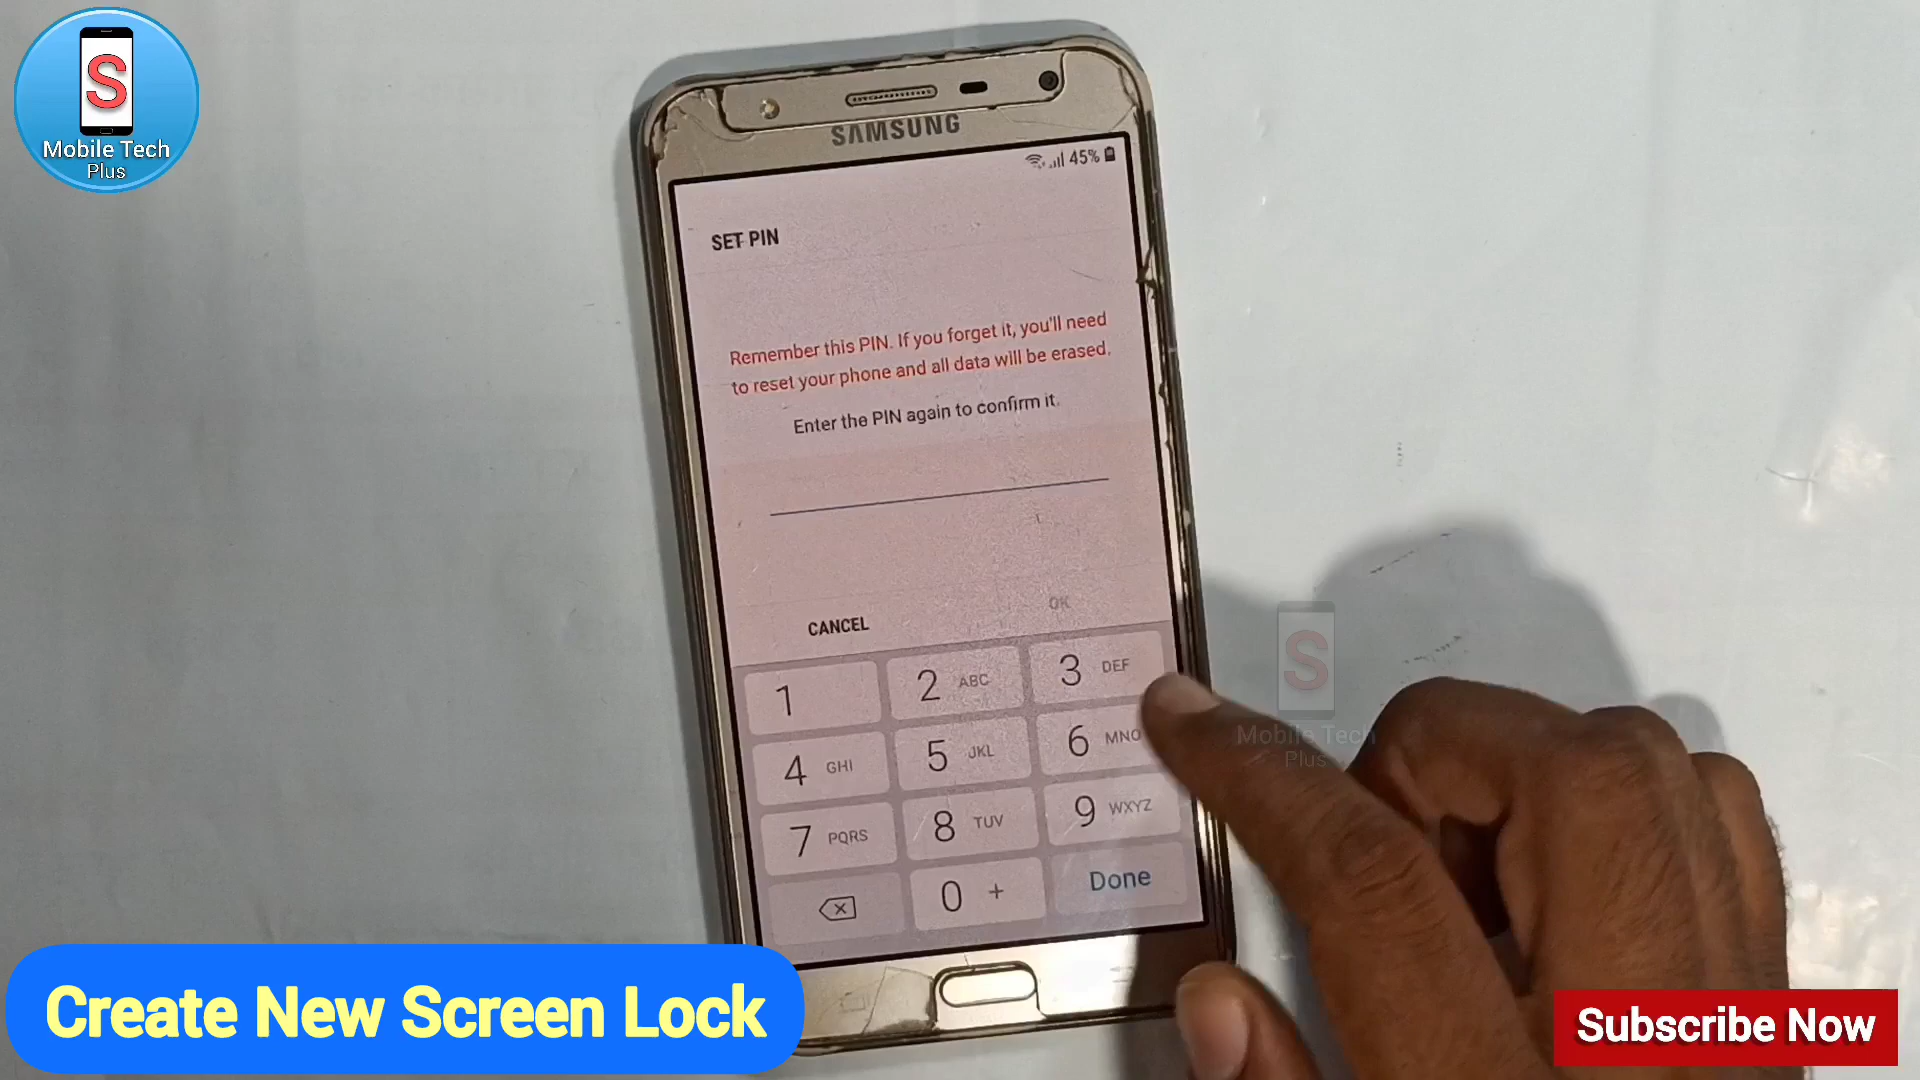 S
Mobile Tech
Plus
SAMSUNG
45%
SET PIN
Remember this PIN. If you forget it, you'll need
to reset your phone and all data will be erased.
Enter the PIN again to confirm it.
CANCEL
OK
1
2 ABC
3 DEF
4 GHI
5 JKL
6 MNO
7 PQRS
8 TUV
9 WXYZ
0 +
Done
S
Mobile Tech
Plus
Create New Screen Lock
Subscribe Now